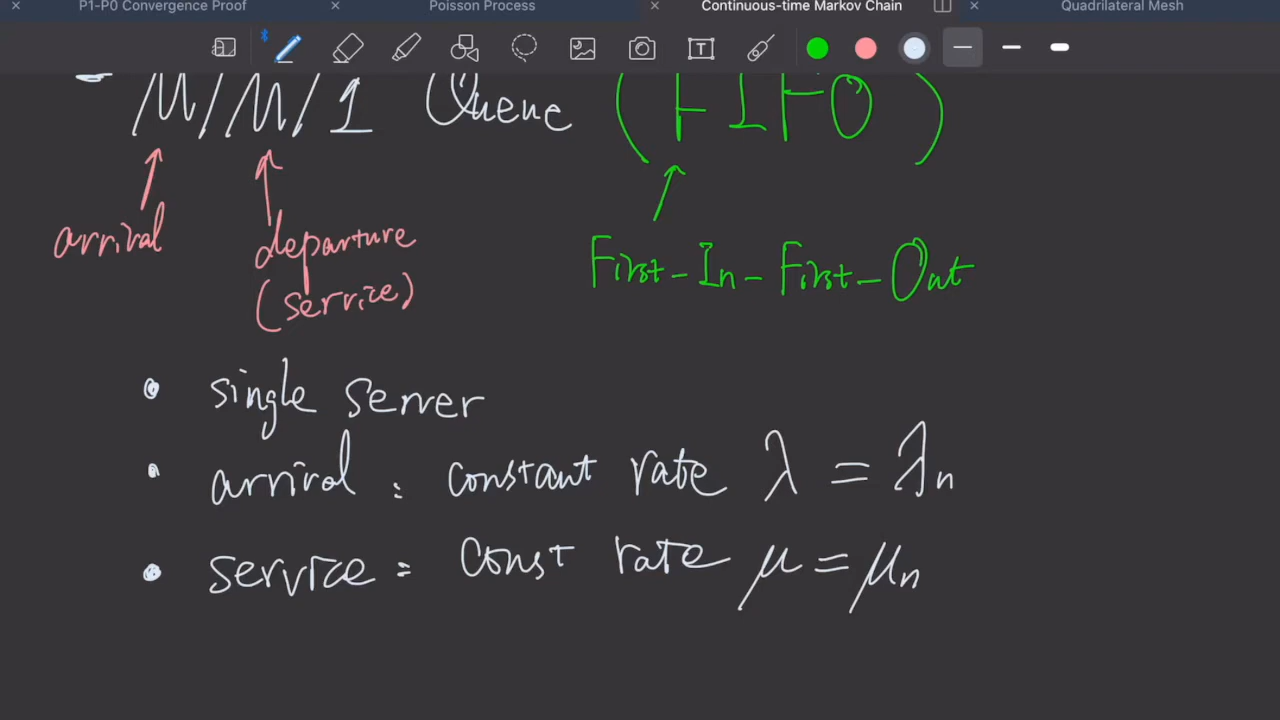 P1-P0 Convergence Proof
Poisson Process
Continuous-time Markov Chain
Quadrilateral Mesh
T
M/M/1 Queue (FIFO)
arrival
departure
(service)
First-In-First-Out
• single server
• arrival : constant rate λ = λn
• service : const rate μ = μn